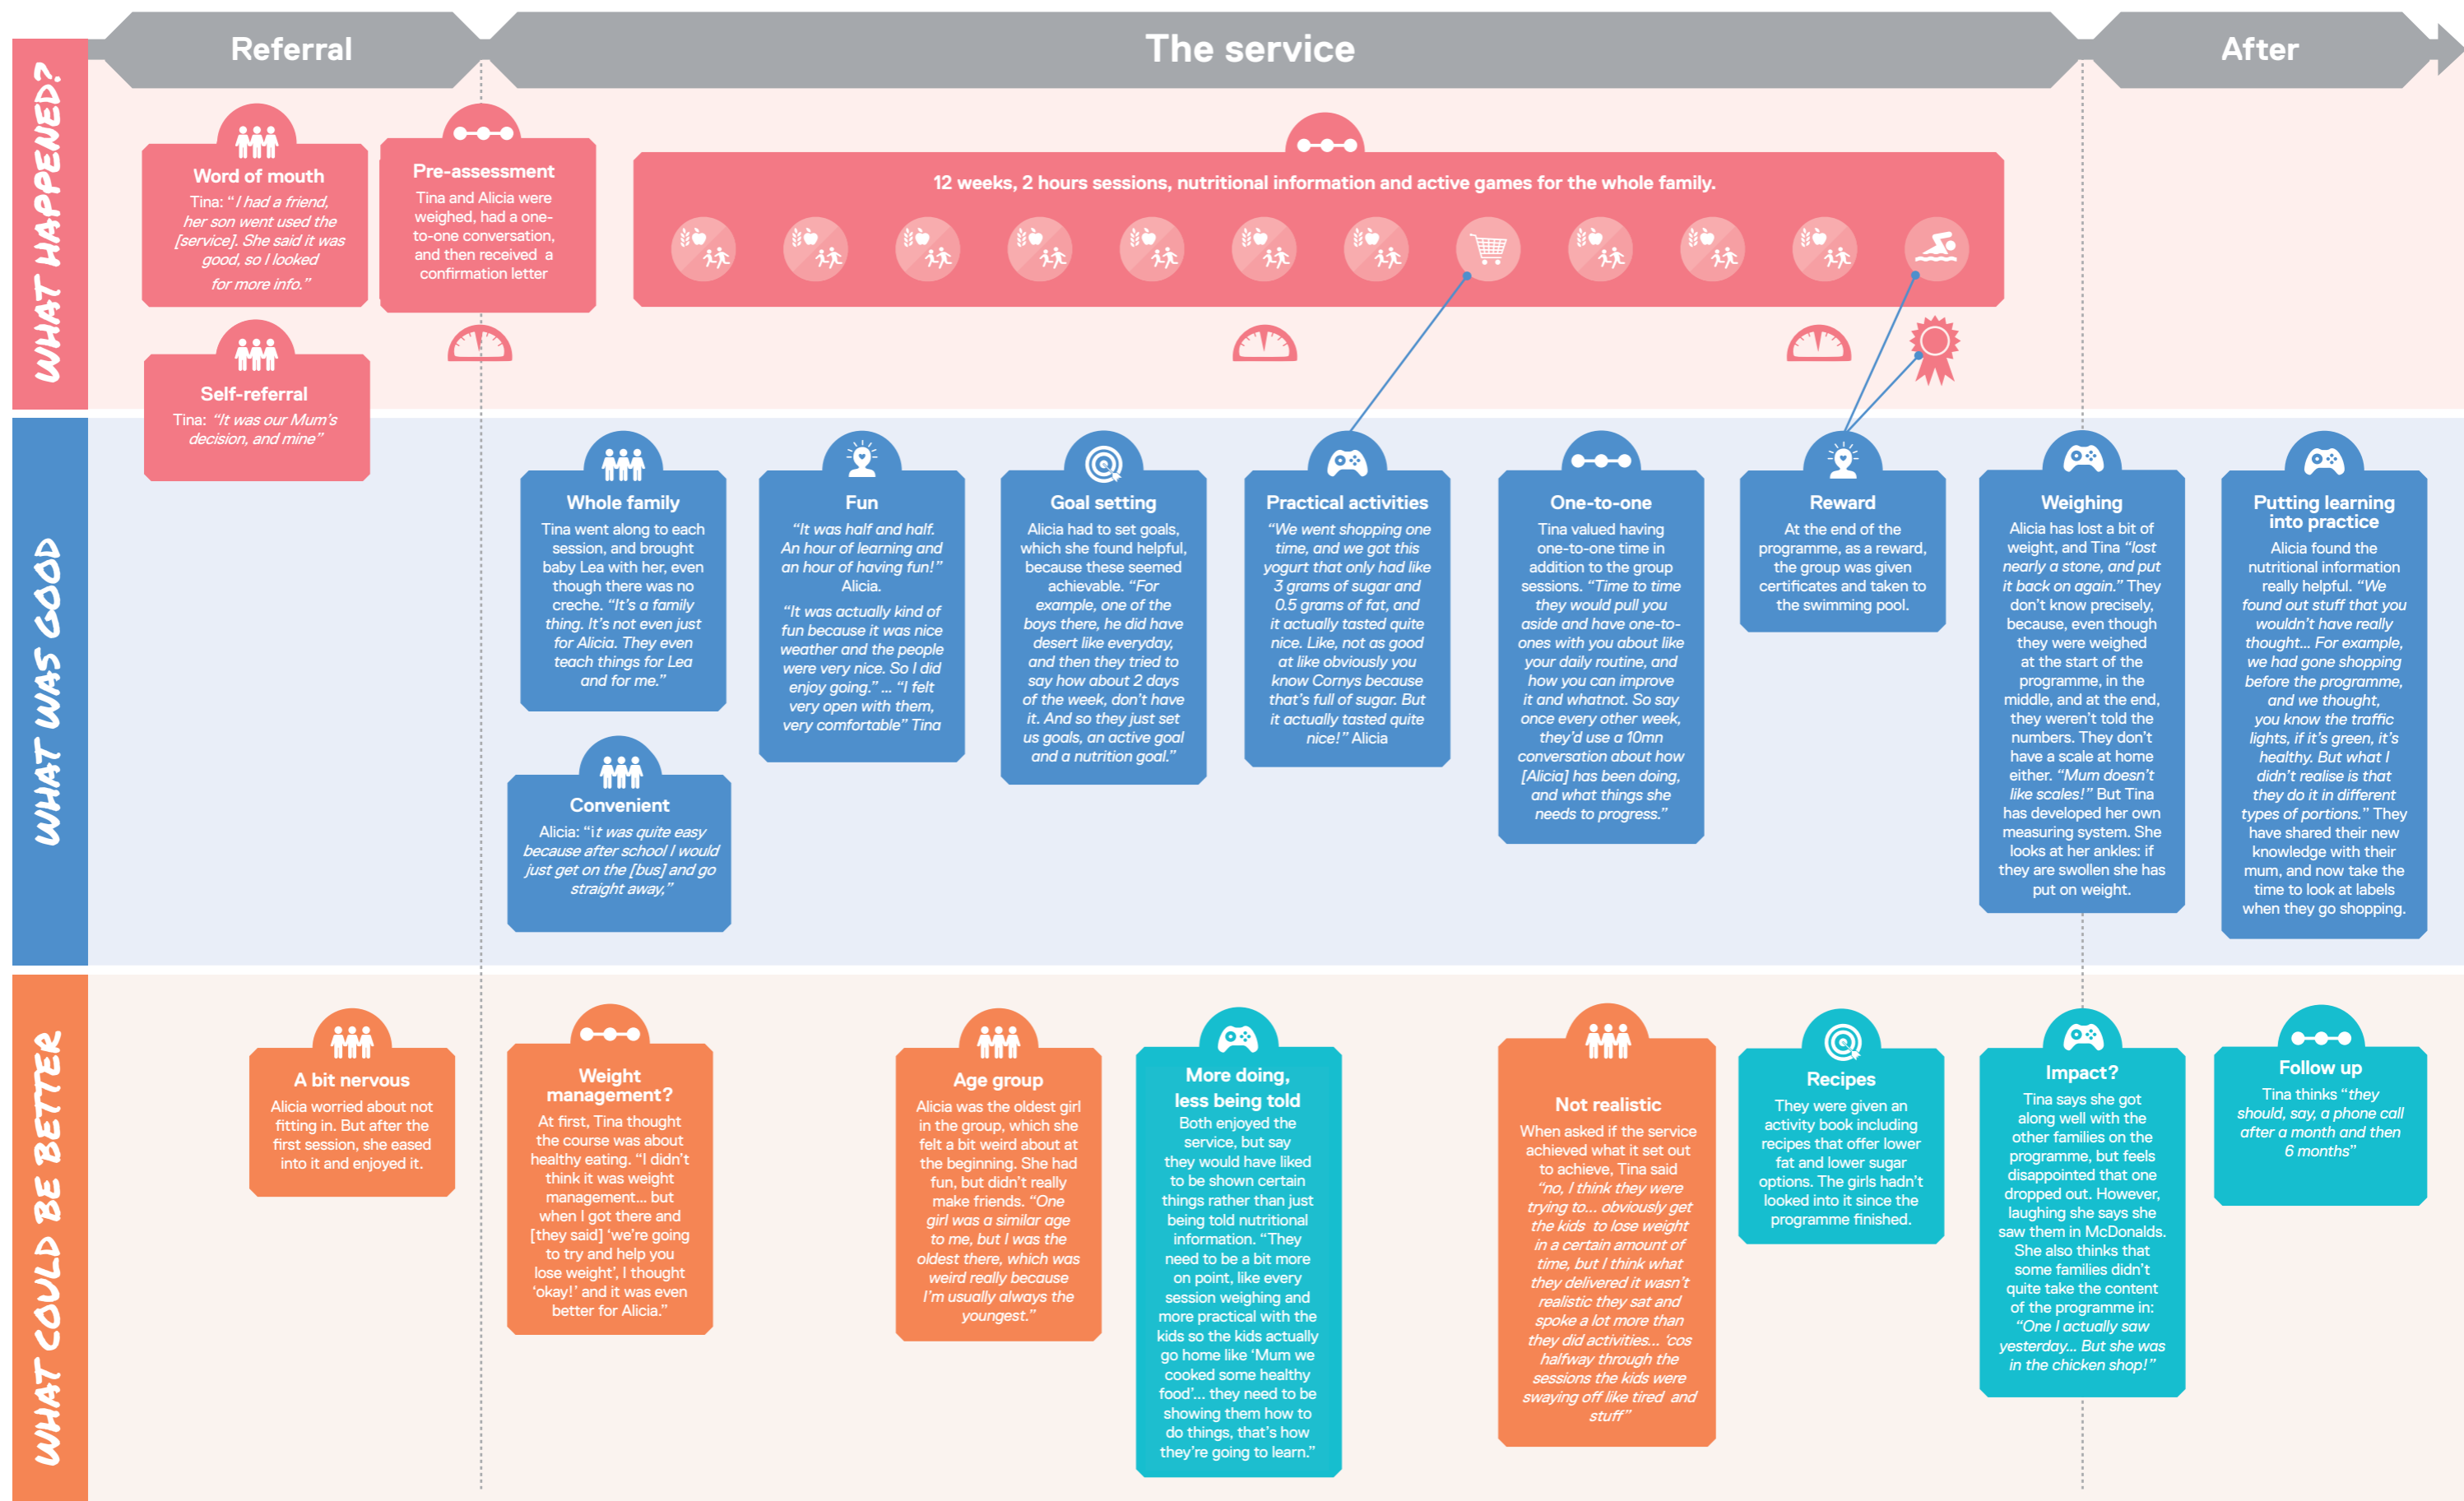 Referral
The service
After
WHAT HAPPENED?
Word of mouth
Tina: “I had a friend,
her son went used the
[service]. She said it was
good, so I looked
for more info.”
Pre-assessment
Tina and Alicia were
weighed, had a one-
to-one conversation,
and then received a
confirmation letter
12 weeks, 2 hours sessions, nutritional information and active games for the whole family.
Self-referral
Tina: “It was our Mum’s
decision, and mine”
WHAT WAS GOOD
Whole family
Tina went along to each
session, and brought
baby Lea with her, even
though there was no
creche. “It’s a family
thing. It’s not even just
for Alicia. They even
teach things for Lea
and for me.”
Convenient
Alicia: “it was quite easy
because after school I would
just get on the [bus] and go
straight away,”
Fun
“It was half and half.
An hour of learning and
an hour of having fun!”
Alicia.
“It was actually kind of
fun because it was nice
weather and the people
were very nice. So I did
enjoy going.” ... “I felt
very open with them,
very comfortable” Tina
Goal setting
Alicia had to set goals,
which she found helpful,
because these seemed
achievable. “For
example, one of the
boys there, he did have
desert like everyday,
and then they tried to
say how about 2 days
of the week, don’t have
it. And so they just set
us goals, an active goal
and a nutrition goal.”
Practical activities
“We went shopping one
time, and we got this
yogurt that only had like
3 grams of sugar and
0.5 grams of fat, and
it actually tasted quite
nice. Like, not as good
at like obviously you
know Cornys because
that’s full of sugar. But
it actually tasted quite
nice!” Alicia
One-to-one
Tina valued having
one-to-one time in
addition to the group
sessions. “Time to time
they would pull you
aside and have one-to-
ones with you about like
your daily routine, and
how you can improve
it and whatnot. So say
once every other week,
they’d use a 10mn
conversation about how
[Alicia] has been doing,
and what things she
needs to progress.”
Reward
At the end of the
programme, as a reward,
the group was given
certificates and taken to
the swimming pool.
Weighing
Alicia has lost a bit of
weight, and Tina “lost
nearly a stone, and put
it back on again.” They
don’t know precisely,
because, even though
they were weighed
at the start of the
programme, in the
middle, and at the end,
they weren’t told the
numbers. They don’t
have a scale at home
either. “Mum doesn’t
like scales!” But Tina
has developed her own
measuring system. She
looks at her ankles: if
they are swollen she has
put on weight.
Putting learning
into practice
Alicia found the
nutritional information
really helpful. “We
found out stuff that you
wouldn’t have really
thought... For example,
we had gone shopping
before the programme,
and we thought,
you know the traffic
lights, if it’s green, it’s
healthy. But what I
didn’t realise is that
they do it in different
types of portions.” They
have shared their new
knowledge with their
mum, and now take the
time to look at labels
when they go shopping.
WHAT COULD BE BETTER
A bit nervous
Alicia worried about not
fitting in. But after the
first session, she eased
into it and enjoyed it.
Weight
management?
At first, Tina thought
the course was about
healthy eating. “I didn’t
think it was weight
management... but
when I got there and
[they said] ‘we’re going
to try and help you
lose weight’, I thought
‘okay!’ and it was even
better for Alicia.”
Age group
Alicia was the oldest girl
in the group, which she
felt a bit weird about at
the beginning. She had
fun, but didn’t really
make friends. “One
girl was a similar age
to me, but I was the
oldest there, which was
weird really because
I’m usually always the
youngest.”
More doing,
less being told
Both enjoyed the
service, but say
they would have liked
to be shown certain
things rather than just
being told nutritional
information. “They
need to be a bit more
on point, like every
session weighing and
more practical with the
kids so the kids actually
go home like ‘Mum we
cooked some healthy
food’... they need to be
showing them how to
do things, that’s how
they’re going to learn.”
Not realistic
When asked if the service
achieved what it set out
to achieve, Tina said
“no, I think they were
trying to... obviously get
the kids to lose weight
in a certain amount of
time, but I think what
they delivered it wasn’t
realistic they sat and
spoke a lot more than
they did activities... ‘cos
halfway through the
sessions the kids were
swaying off like tired and
stuff”
Recipes
They were given an
activity book including
recipes that offer lower
fat and lower sugar
options. The girls hadn’t
looked into it since the
programme finished.
Impact?
Tina says she got
along well with the
other families on the
programme, but feels
disappointed that one
dropped out. However,
laughing she says she
saw them in McDonalds.
She also thinks that
some families didn’t
quite take the content
of the programme in:
“One I actually saw
yesterday... But she was
in the chicken shop!”
Follow up
Tina thinks “they
should, say, a phone call
after a month and then
6 months”